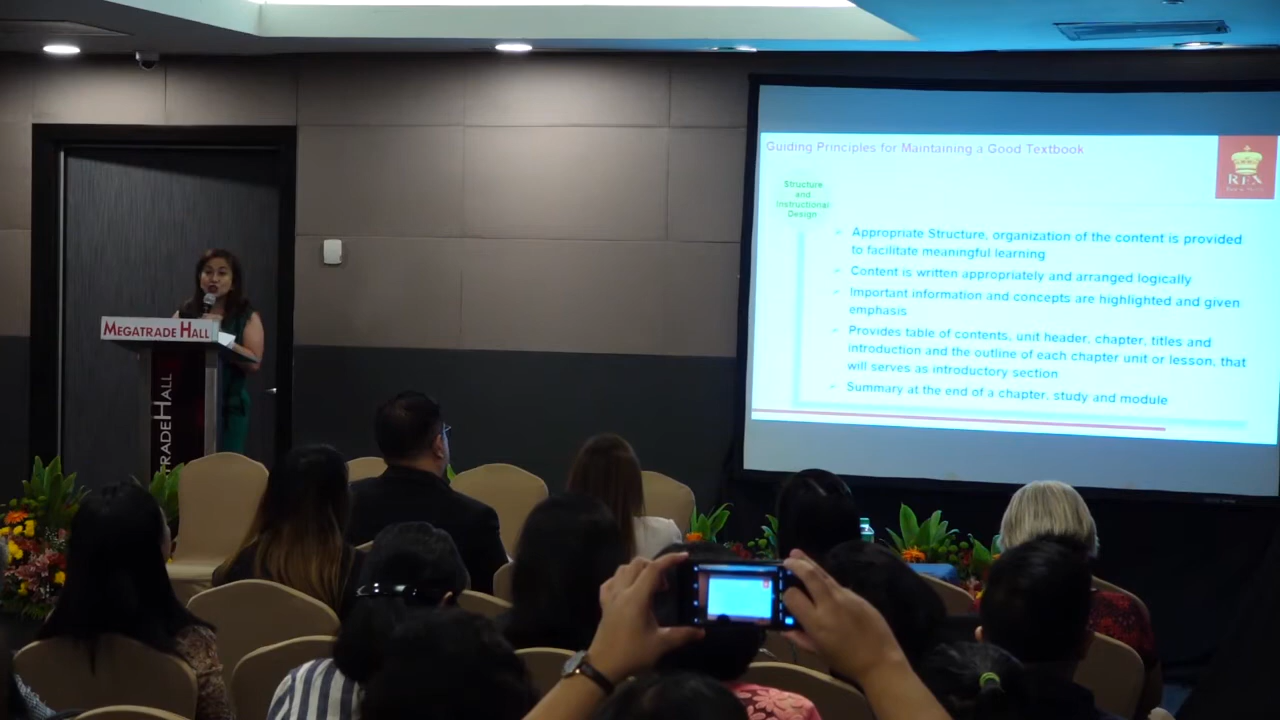 MEGATRADE HALL
TRADE HALL
Guiding Principles for Maintaining a Good Textbook
REX
Structure
and
Instructional
Design
Appropriate Structure, organization of the content is provided
to facilitate meaningful learning
Content is written appropriately and arranged logically
Important information and concepts are highlighted and given
emphasis
Provides table of contents, unit header, chapter, titles and
introduction and the outline of each chapter unit or lesson, that
will serves as introductory section
Summary at the end of a chapter, study and module